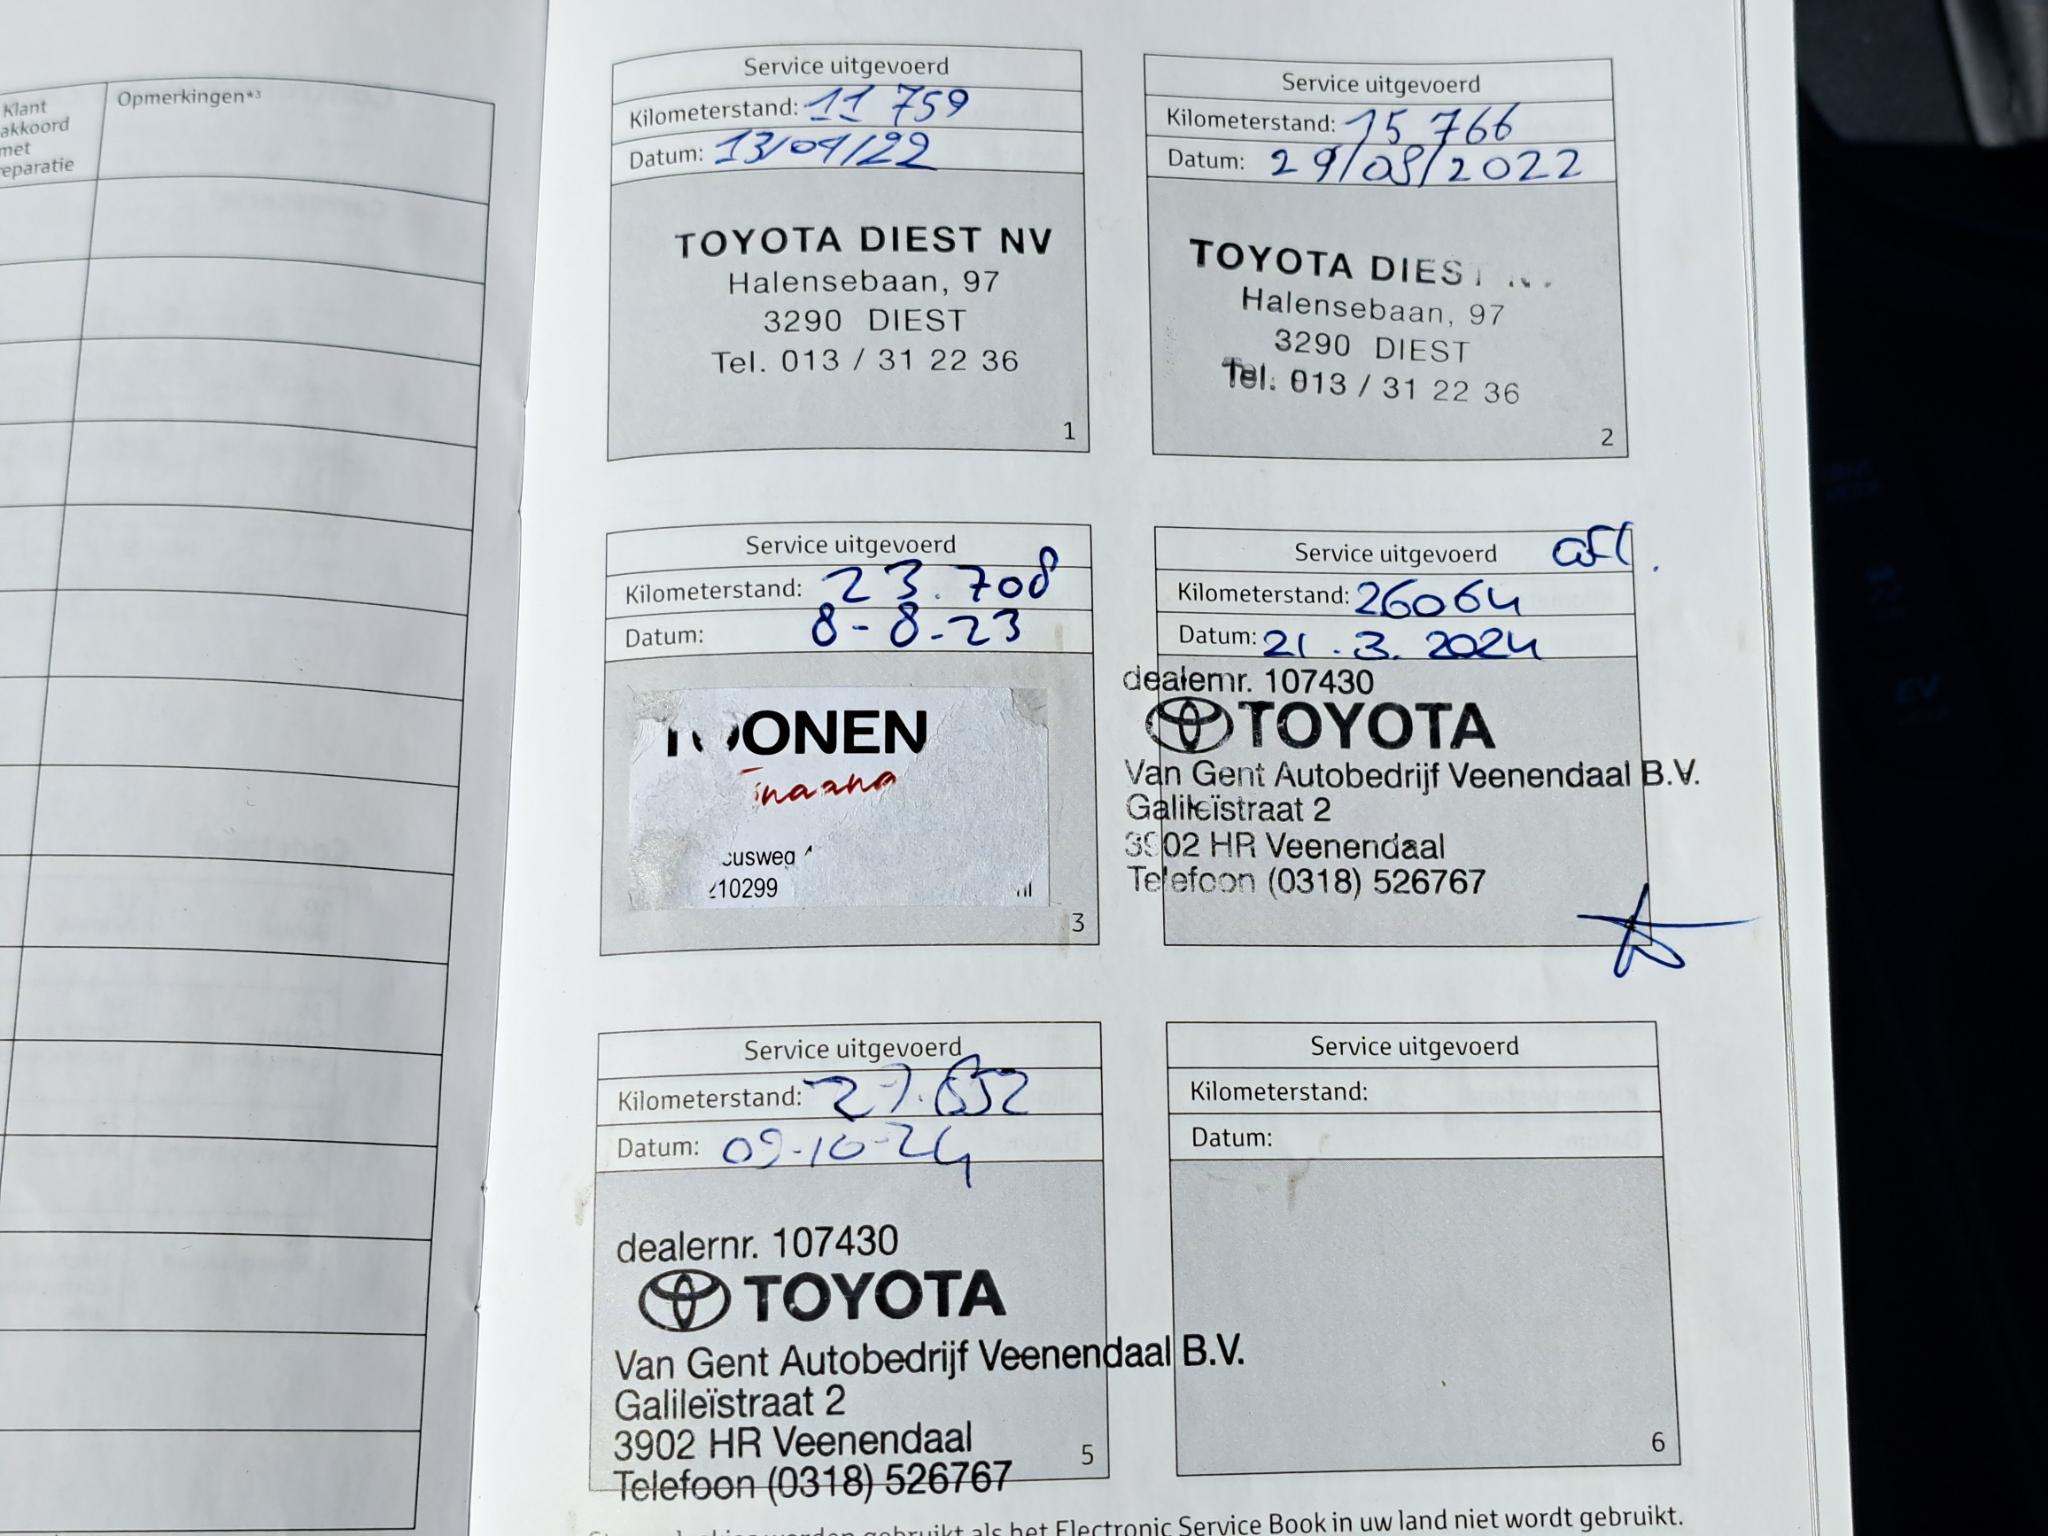 Klant
akkoord
met
reparatie
Opmerkingen*3
Service uitgevoerd
Kilometerstand: 11 759
Datum: 13/01/22
TOYOTA DIEST NV
Halensebaan, 97
3290 DIEST
Tel. 013 / 31 22 36
1
Service uitgevoerd
Kilometerstand: 15 766
Datum: 29/08/2022
TOYOTA DIEST
Halensebaan, 97
3290 DIEST
Tel. 013 / 31 22 36
2
Service uitgevoerd
Kilometerstand: 23.708
Datum: 8-8-23
OONEN
usweg
10299
nl
3
Service uitgevoerd afl.
Kilometerstand: 26064
Datum: 21.3.2024
dealernr. 107430
TOYOTA
Van Gent Autobedrijf Veenendaal B.V.
Galileïstraat 2
3902 HR Veenendaal
Telefoon (0318) 526767
Service uitgevoerd
Kilometerstand: 27.652
Datum: 09-10-24
dealernr. 107430
TOYOTA
Van Gent Autobedrijf Veenendaal B.V.
Galileïstraat 2
3902 HR Veenendaal
Telefoon (0318) 526767
5
Service uitgevoerd
Kilometerstand:
Datum:
6
gebruikt als het Electronic Service Book in uw land niet wordt gebruikt.